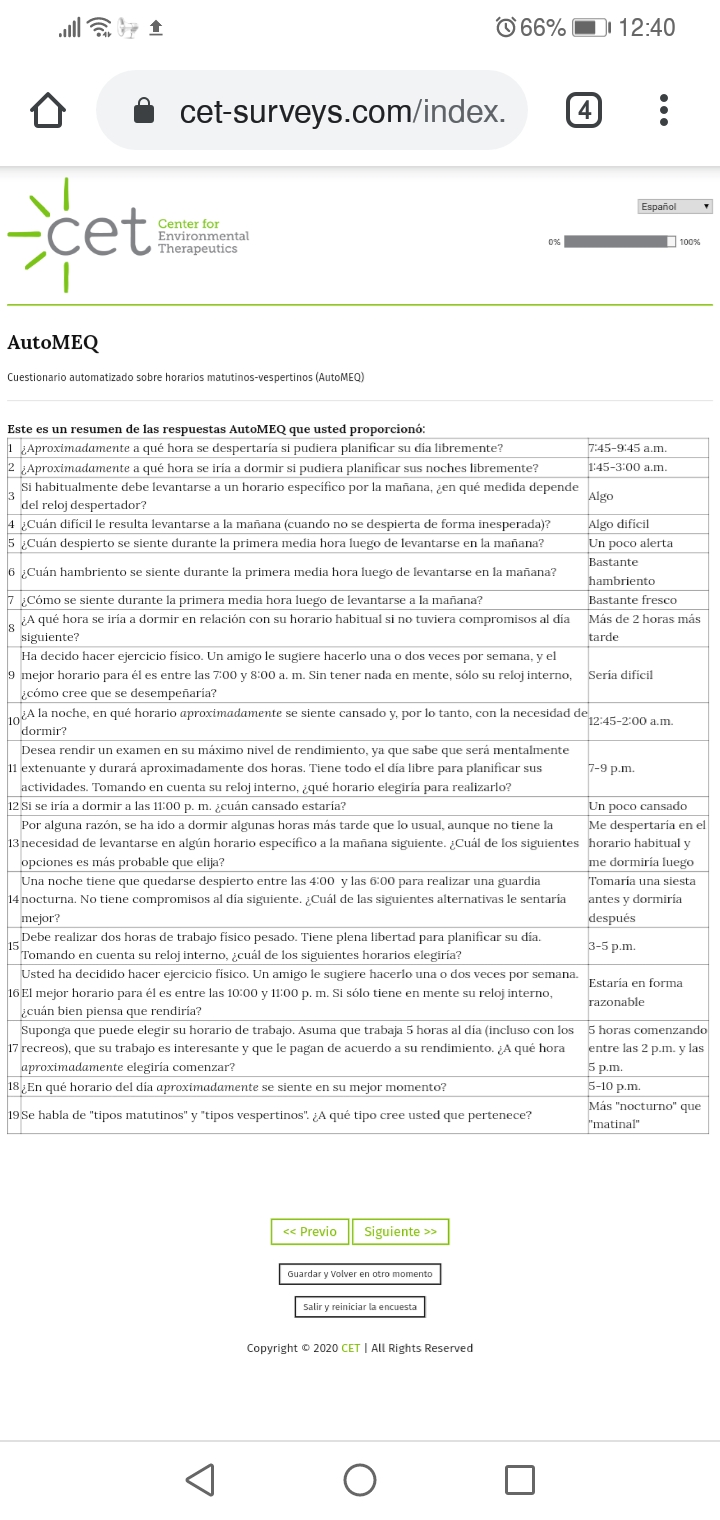 66% 12:40
cet-surveys.com/index. 4
cet Center for
Environmental
Therapeutics
Español
0% 100%
AutoMEQ
Cuestionario automatizado sobre horarios matutinos-vespertinos (AutoMEQ)
Este es un resumen de las respuestas AutoMEQ que usted proporcionó:
1 ¿Aproximadamente a qué hora se despertaría si pudiera planificar su día libremente? 7:45-9:45 a.m.
2 ¿Aproximadamente a qué hora se iría a dormir si pudiera planificar sus noches libremente? 1:45-3:00 a.m.
3 Si habitualmente debe levantarse a un horario específico por la mañana, ¿en qué medida depende
del reloj despertador?
Algo
4 ¿Cuán difícil le resulta levantarse a la mañana (cuando no se despierta de forma inesperada)? Algo difícil
5 ¿Cuán despierto se siente durante la primera media hora luego de levantarse en la mañana? Un poco alerta
6 ¿Cuán hambriento se siente durante la primera media hora luego de levantarse en la mañana? Bastante
hambriento
7 ¿Cómo se siente durante la primera media hora luego de levantarse a la mañana? Bastante fresco
8 ¿A qué hora se iría a dormir en relación con su horario habitual si no tuviera compromisos al día
siguiente?
Más de 2 horas más
tarde
9 Ha decido hacer ejercicio físico. Un amigo le sugiere hacerlo una o dos veces por semana, y el
mejor horario para él es entre las 7:00 y 8:00 a. m. Sin tener nada en mente, sólo su reloj interno,
¿cómo cree que se desempeñaría?
Sería difícil
10 ¿A la noche, en qué horario aproximadamente se siente cansado y, por lo tanto, con la necesidad de
dormir?
12:45-2:00 a.m.
11 Desea rendir un examen en su máximo nivel de rendimiento, ya que sabe que será mentalmente
extenuante y durará aproximadamente dos horas. Tiene todo el día libre para planificar sus
actividades. Tomando en cuenta su reloj interno, ¿qué horario elegiría para realizarlo?
7-9 p.m.
12 Si se iría a dormir a las 11:00 p. m. ¿cuán cansado estaría? Un poco cansado
13 Por alguna razón, se ha ido a dormir algunas horas más tarde que lo usual, aunque no tiene la
necesidad de levantarse en algún horario específico a la mañana siguiente. ¿Cuál de los siguientes
opciones es más probable que elija?
Me despertaría en el
horario habitual y
me dormiría luego
14 Una noche tiene que quedarse despierto entre las 4:00 y las 6:00 para realizar una guardia
nocturna. No tiene compromisos al día siguiente. ¿Cuál de las siguientes alternativas le sentaría
mejor?
Tomaría una siesta
antes y dormiría
después
15 Debe realizar dos horas de trabajo físico pesado. Tiene plena libertad para planificar su día.
Tomando en cuenta su reloj interno, ¿cuál de los siguientes horarios elegiría?
3-5 p.m.
16 Usted ha decidido hacer ejercicio físico. Un amigo le sugiere hacerlo una o dos veces por semana.
El mejor horario para él es entre las 10:00 y 11:00 p. m. Si sólo tiene en mente su reloj interno,
¿cuán bien piensa que rendiría?
Estaría en forma
razonable
17 Suponga que puede elegir su horario de trabajo. Asuma que trabaja 5 horas al día (incluso con los
recreos), que su trabajo es interesante y que le pagan de acuerdo a su rendimiento. ¿A qué hora
aproximadamente elegiría comenzar?
5 horas comenzando
entre las 2 p.m. y las
5 p.m.
18 ¿En qué horario del día aproximadamente se siente en su mejor momento? 5-10 p.m.
19 Se habla de "tipos matutinos" y "tipos vespertinos". ¿A qué tipo cree usted que pertenece? Más "nocturno" que
"matinal"
<< Previo Siguiente >>
Guardar y Volver en otro momento
Salir y reiniciar la encuesta
Copyright © 2020 CET | All Rights Reserved